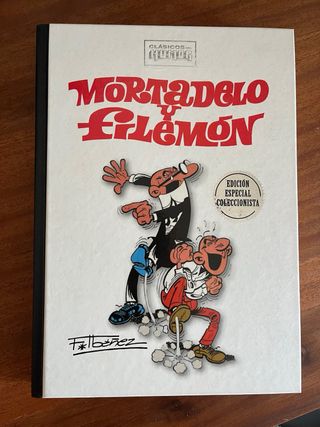 CLÁSICOS DEL
HUMOR
MORTADELO
Y
FILEMÓN
EDICIÓN
ESPECIAL
COLECCIONISTA
F. Ibáñez